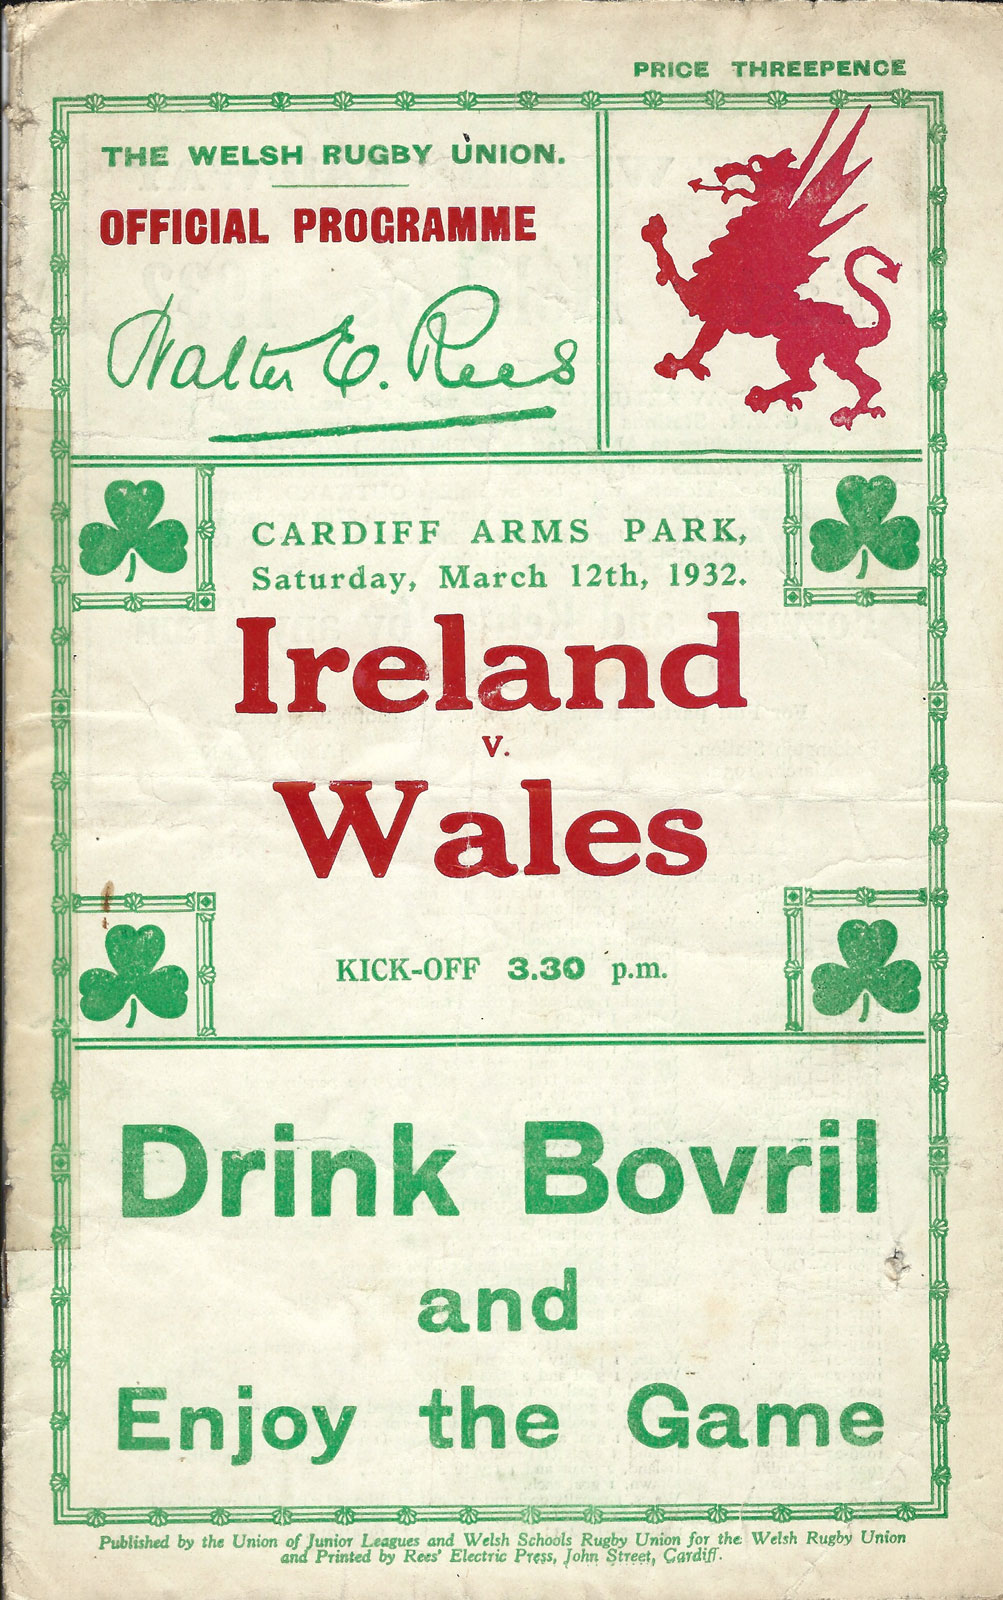 PRICE THREEPENCE
THE WELSH RUGBY UNION.
OFFICIAL PROGRAMME
Walter E. Rees
CARDIFF ARMS PARK,
Saturday, March 12th, 1932.
Ireland
v.
Wales
KICK-OFF 3.30 p.m.
Drink Bovril
and
Enjoy the Game
Published by the Union of Junior Leagues and Welsh Schools Rugby Union for the Welsh Rugby Union
and Printed by Rees' Electric Press, John Street, Cardiff.